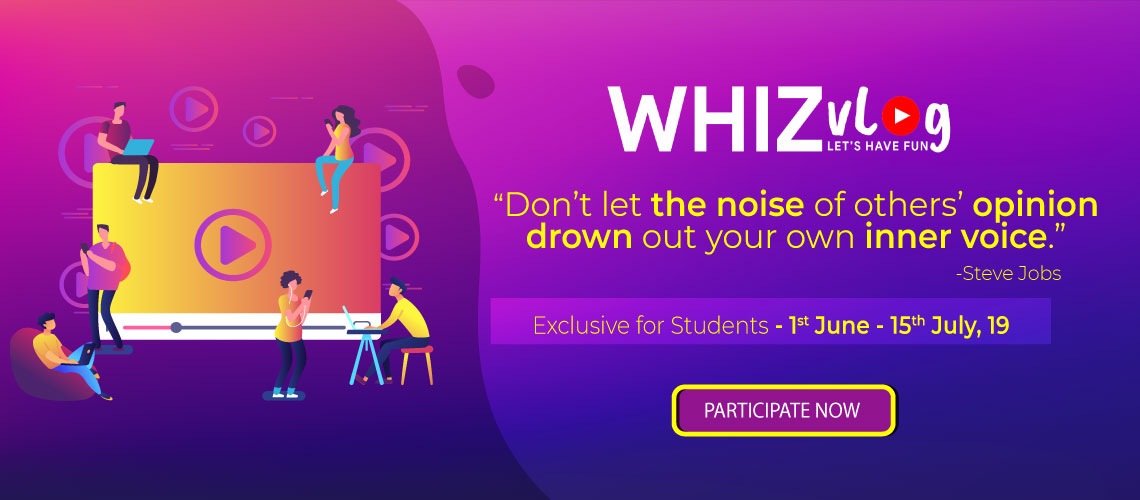 WHIZ vlog
LET'S HAVE FUN
“Don’t let the noise of others’ opinion
drown out your own inner voice.”
-Steve Jobs
Exclusive for Students - 1st June - 15th July, 19
PARTICIPATE NOW